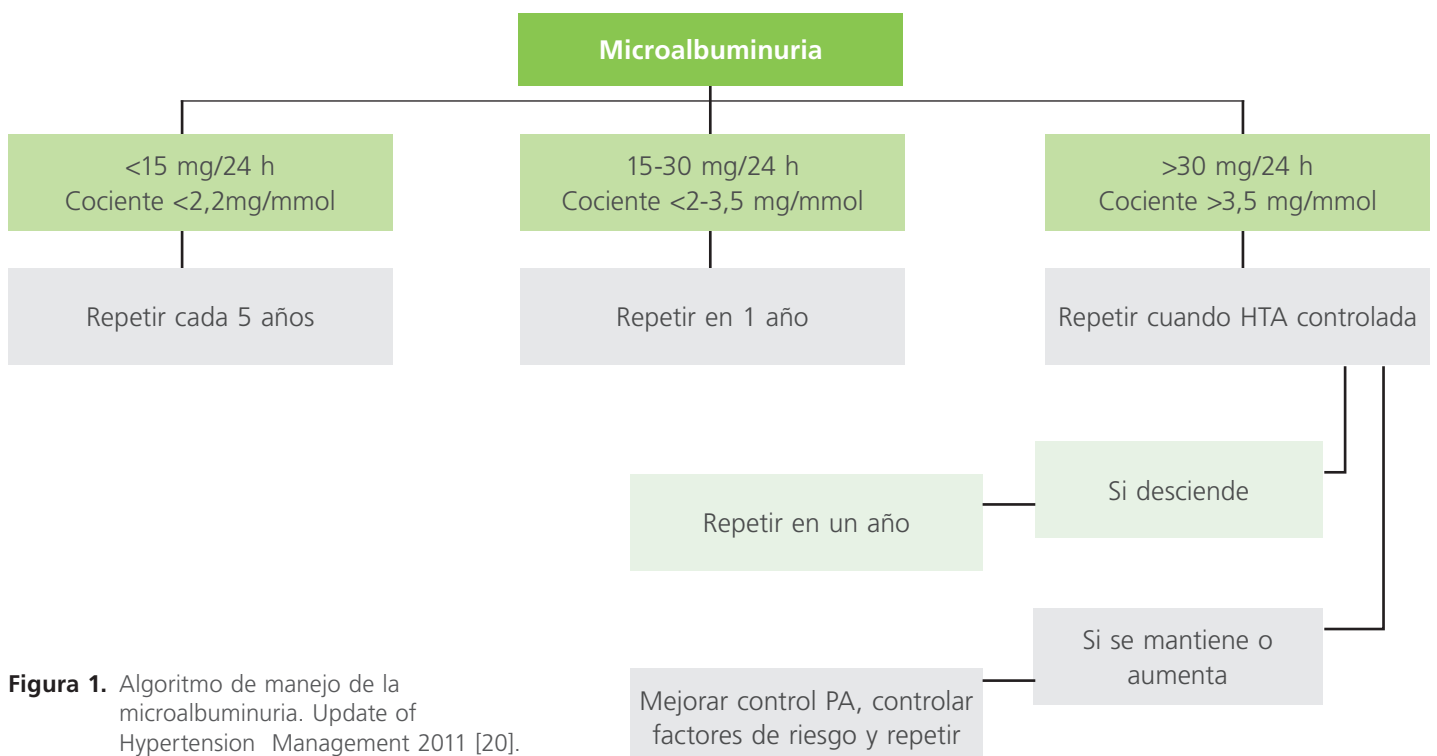 Microalbuminuria
<15 mg/24 h
Cociente <2,2mg/mmol
15-30 mg/24 h
Cociente <2-3,5 mg/mmol
>30 mg/24 h
Cociente >3,5 mg/mmol
Repetir cada 5 años
Repetir en 1 año
Repetir cuando HTA controlada
Si desciende
Repetir en un año
Si se mantiene o
aumenta
Mejorar control PA, controlar
factores de riesgo y repetir
Figura 1. Algoritmo de manejo de la
microalbuminuria. Update of
Hypertension Management 2011 [20].